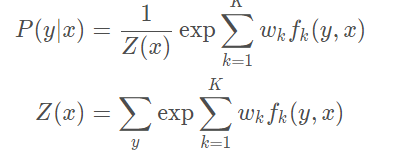 P(y|x) = \frac{1}{Z(x)} \exp \sum_{k=1}^{K} w_k f_k(y, x)
Z(x) = \sum_{y} \exp \sum_{k=1}^{K} w_k f_k(y, x)